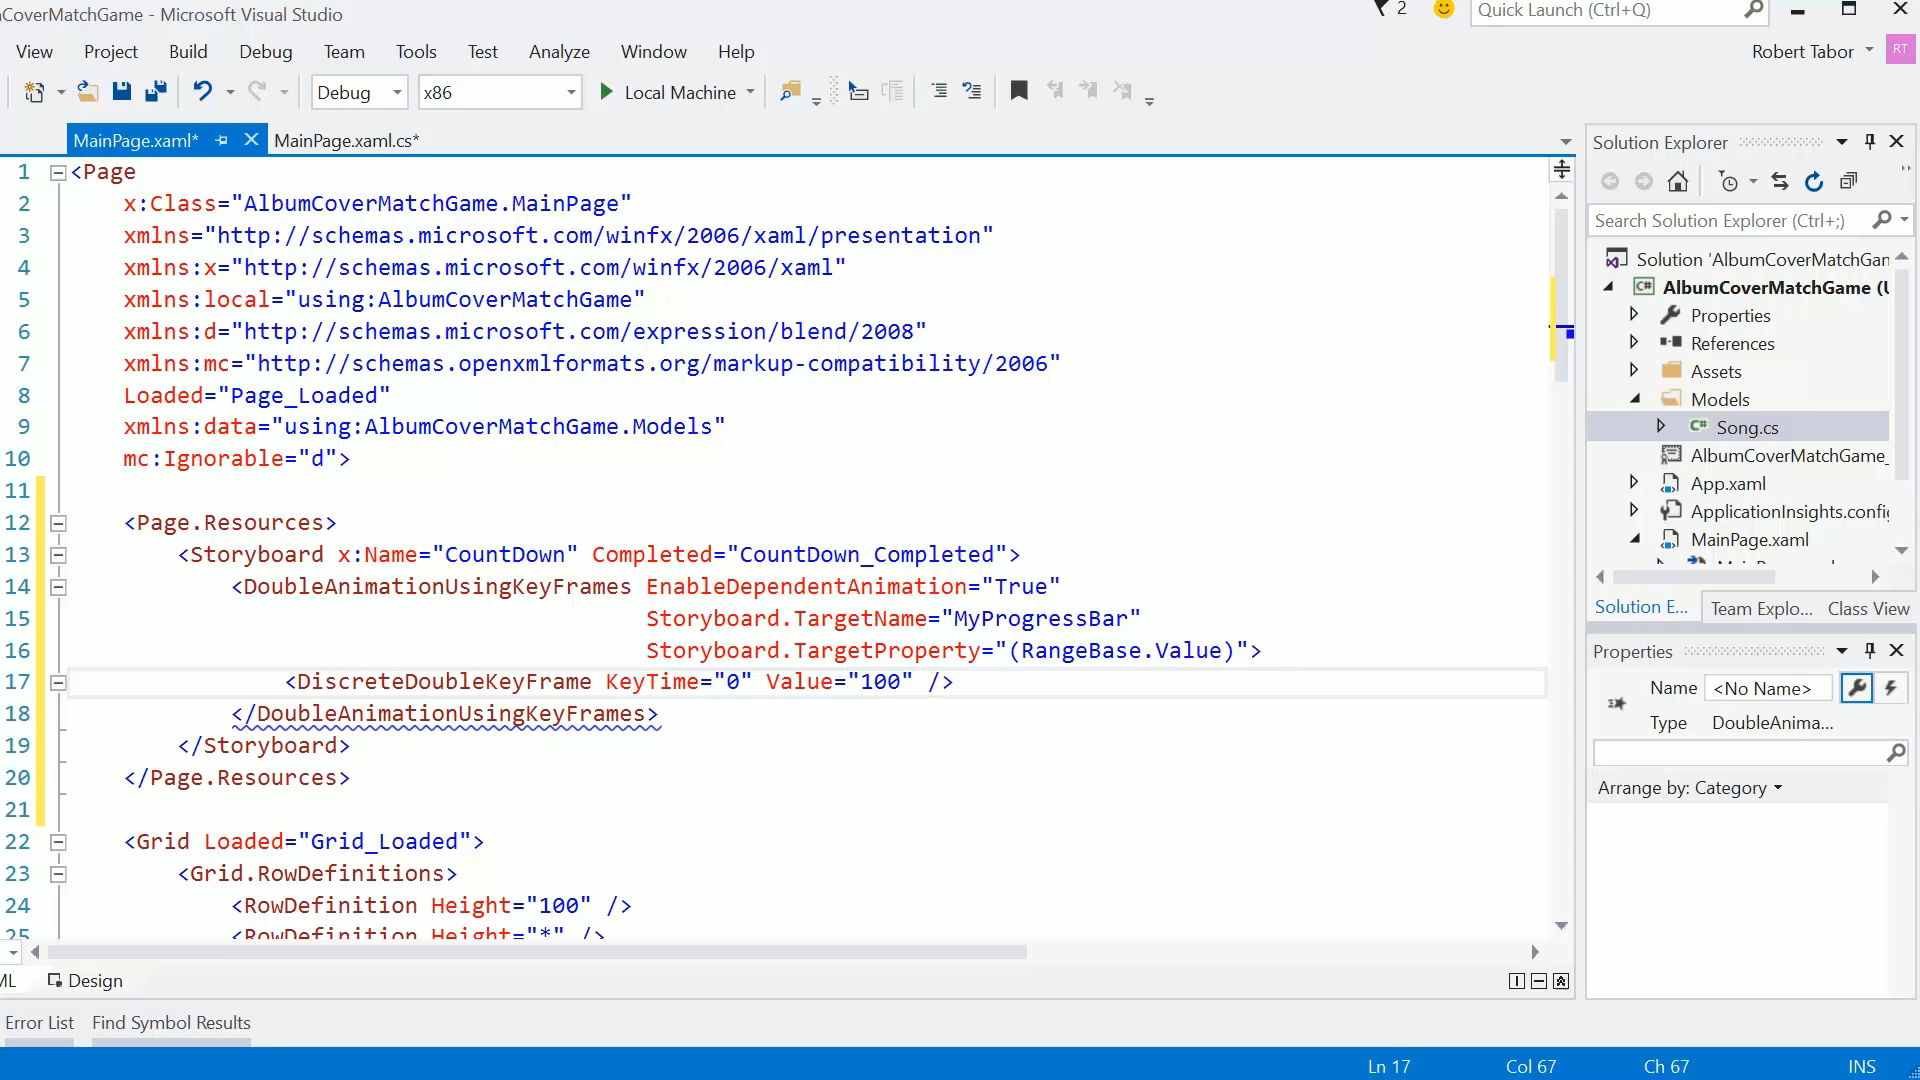 CoverMatchGame - Microsoft Visual Studio
2
Quick Launch (Ctrl+Q)
View Project Build Debug Team Tools Test Analyze Window Help
Robert Tabor RT
Debug x86 Local Machine
MainPage.xaml* MainPage.xaml.cs*
1 <Page
2 x:Class="AlbumCoverMatchGame.MainPage"
3 xmlns="http://schemas.microsoft.com/winfx/2006/xaml/presentation"
4 xmlns:x="http://schemas.microsoft.com/winfx/2006/xaml"
5 xmlns:local="using:AlbumCoverMatchGame"
6 xmlns:d="http://schemas.microsoft.com/expression/blend/2008"
7 xmlns:mc="http://schemas.openxmlformats.org/markup-compatibility/2006"
8 Loaded="Page_Loaded"
9 xmlns:data="using:AlbumCoverMatchGame.Models"
10 mc:Ignorable="d">
11
12 <Page.Resources>
13 <Storyboard x:Name="CountDown" Completed="CountDown_Completed">
14 <DoubleAnimationUsingKeyFrames EnableDependentAnimation="True"
15 Storyboard.TargetName="MyProgressBar"
16 Storyboard.TargetProperty="(RangeBase.Value)">
17 <DiscreteDoubleKeyFrame KeyTime="0" Value="100" />
18 </DoubleAnimationUsingKeyFrames>
19 </Storyboard>
20 </Page.Resources>
21
22 <Grid Loaded="Grid_Loaded">
23 <Grid.RowDefinitions>
24 <RowDefinition Height="100" />
25 <RowDefinition Height="*" />
ML Design
Error List Find Symbol Results
Solution Explorer
Search Solution Explorer (Ctrl+;)
Solution 'AlbumCoverMatchGan
C# AlbumCoverMatchGame (U
Properties
References
Assets
Models
C# Song.cs
AlbumCoverMatchGame_
App.xaml
ApplicationInsights.config
MainPage.xaml
Solution E... Team Explo... Class View
Properties
Name <No Name>
Type DoubleAnima...
Arrange by: Category
Ln 17 Col 67 Ch 67 INS